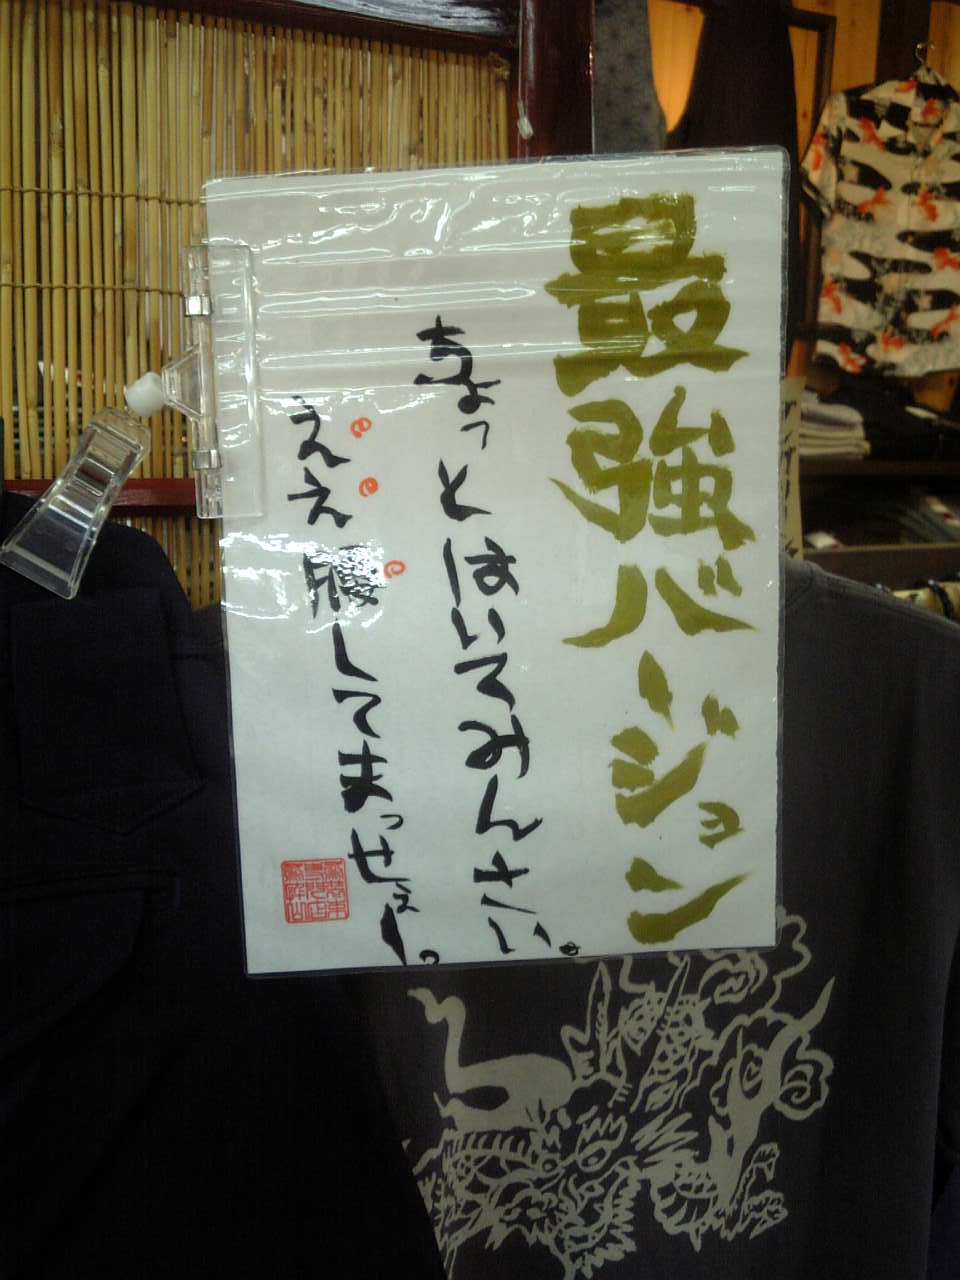 最強バージョン
ちょっとはいてみんさい。
ええ腰してまっせぇー。